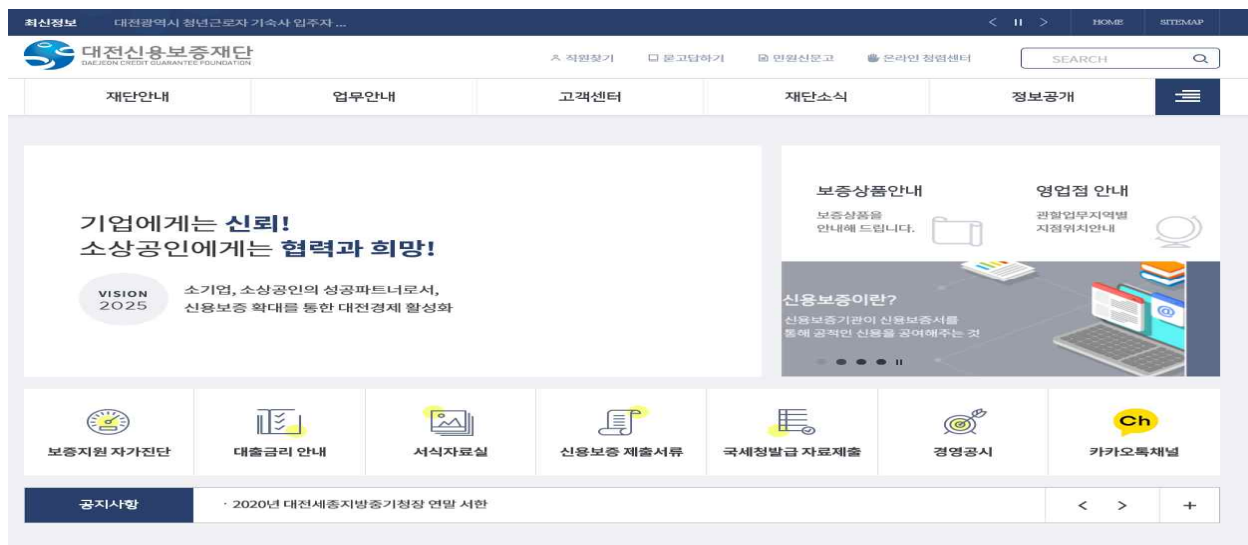 최신정보 대전광역시 청년근로자 기숙사 입주자 ... HOME SITEMAP
대전신용보증재단
DAEJEON CREDIT GUARANTEE FOUNDATION
직원찾기 묻고답하기 민원신문고 온라인 청렴센터 SEARCH
재단안내 업무안내 고객센터 재단소식 정보공개
기업에게는 신뢰!
소상공인에게는 협력과 희망!
VISION
2025
소기업, 소상공인의 성공파트너로서,
신용보증 확대를 통한 대전경제 활성화
보증상품안내
보증상품을
안내해 드립니다.
영업점 안내
관할업무지역별
지점위치안내
신용보증이란?
신용보증기관이 신용보증서를
통해 공적인 신용을 공여해주는 것
보증지원 자가진단 대출금리 안내 서식자료실 신용보증 제출서류 국세청발급 자료제출 경영공시 카카오톡채널
Ch
공지사항 · 2020년 대전세종지방중기청장 연말 서한